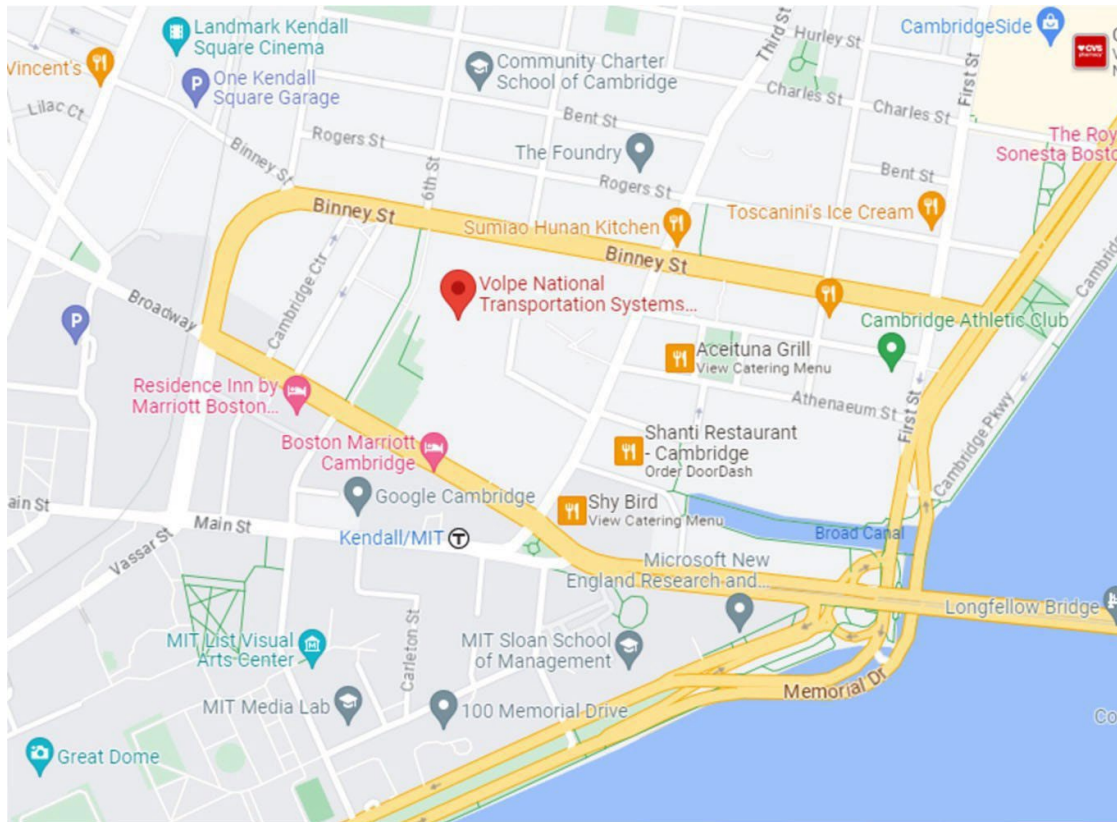 Landmark Kendall
Square Cinema
Vincent's
One Kendall
Square Garage
Lilac Ct
Community Charter
School of Cambridge
Third St
Hurley St
CambridgeSide
CVS
pharmacy
First St
Charles St
Charles St
Bent St
Rogers St
The Foundry
Rogers St
Bent St
The Roy
Sonesta Bosto
Binney St
6th St
Binney St
Sumiao Hunan Kitchen
Toscanini's Ice Cream
Binney St
Cambridge
Volpe National
Transportation Systems...
Cambridge Ctr
Broadway
P
Cambridge Athletic Club
Aceituna Grill
View Catering Menu
Residence Inn by
Marriott Boston...
Athenaeum St
First St
Cambridge Pkwy
Boston Marriott
Cambridge
Shanti Restaurant
- Cambridge
Order DoorDash
Google Cambridge
Shy Bird
View Catering Menu
ain St
Main St
Vassar St
Kendall/MIT
T
Broad Canal
Microsoft New
England Research and...
Longfellow Bridge
MIT List Visual
Arts Center
Carleton St
MIT Sloan School
of Management
Memorial Dr
MIT Media Lab
100 Memorial Drive
Co
Great Dome